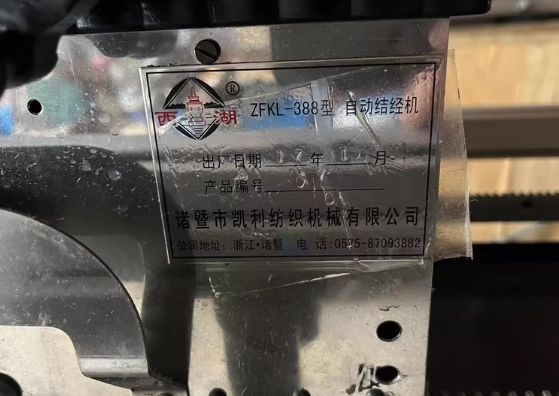 西湖® ZFKL-388型 自动结经机
出厂日期 年 月
产品编号
诸暨市凯利纺织机械有限公司
公司地址: 浙江·诸暨 电话:0575-87093882